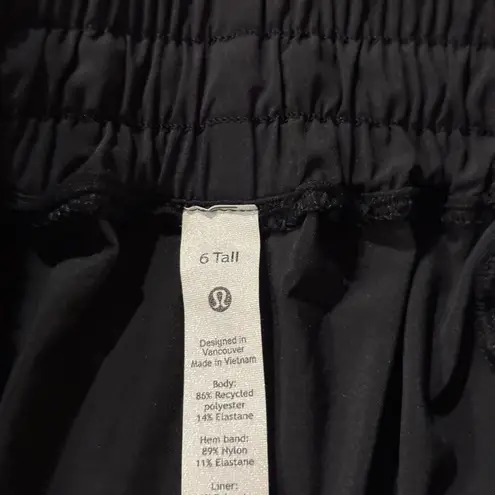 6 Tall
Designed in
Vancouver
Made in Vietnam
Body:
86% Recycled
polyester
14% Elastane
Hem band:
89% Nylon
11% Elastane
Liner: